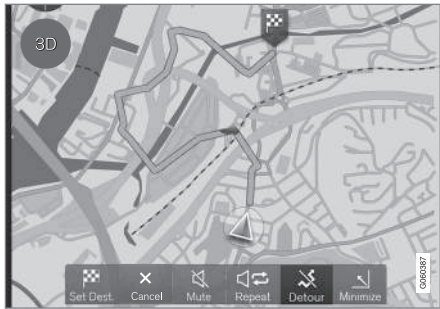 3D
G060387
Set Dest.
Cancel
Mute
Repeat
Detour
Minimize